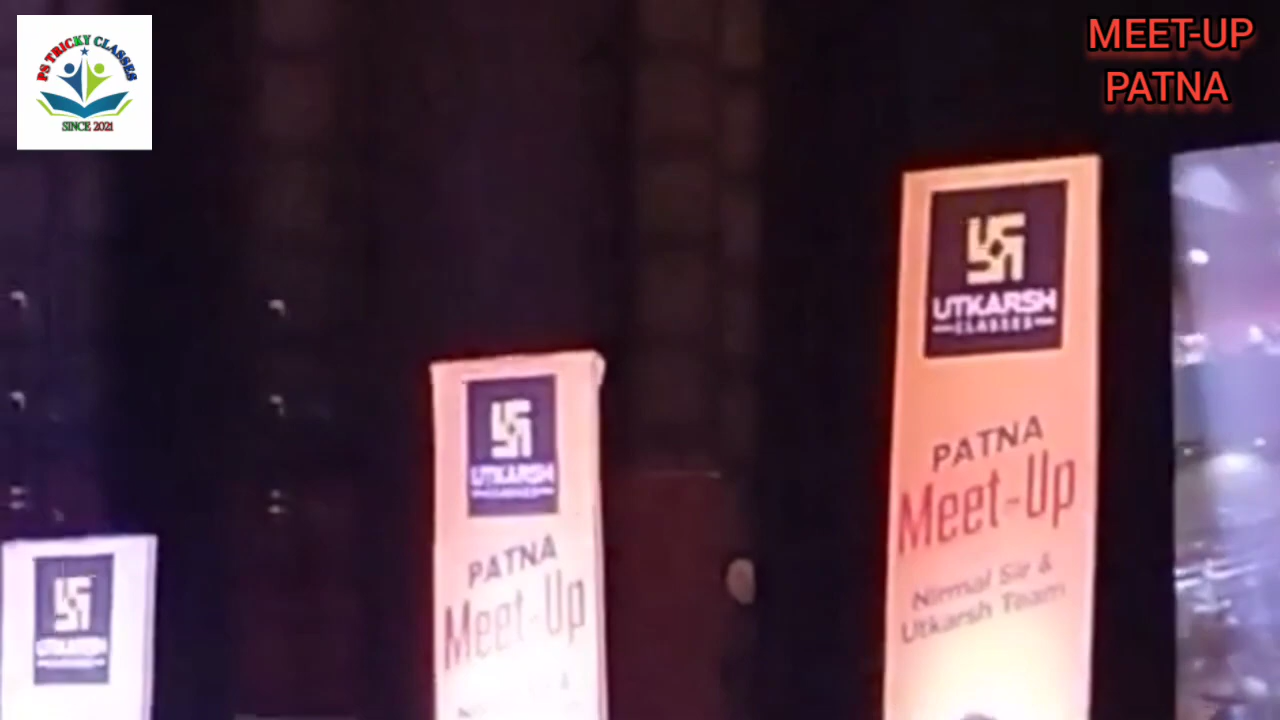 PS TRICKY CLASSES
SINCE 2021
MEET-UP
PATNA
UTKARSH
CLASSES
PATNA
Meet-Up
Nirmal Sir &
Utkarsh Team
UTKARSH
CLASSES
PATNA
Meet-Up
UTKARSH